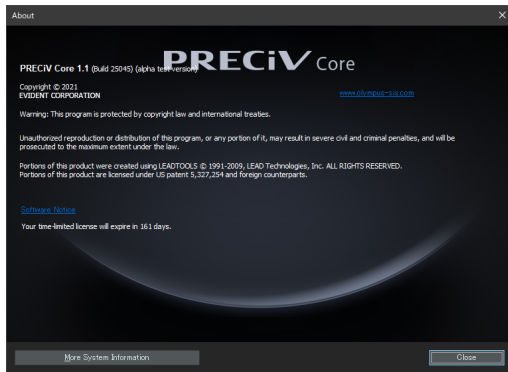 About
PRECiV Core
PRECiV Core 1.1 (Build 25045) (alpha test version)
Copyright © 2021
EVIDENT CORPORATION
www.olympus-sis.com
Warning: This program is protected by copyright law and international treaties.
Unauthorized reproduction or distribution of this program, or any portion of it, may result in severe civil and criminal penalties, and will be
prosecuted to the maximum extent under the law.
Portions of this product were created using LEADTOOLS © 1991-2009, LEAD Technologies, Inc. ALL RIGHTS RESERVED.
Portions of this product are licensed under US patent 5,327,254 and foreign counterparts.
Software Notice
Your time-limited license will expire in 161 days.
More System Information
Close